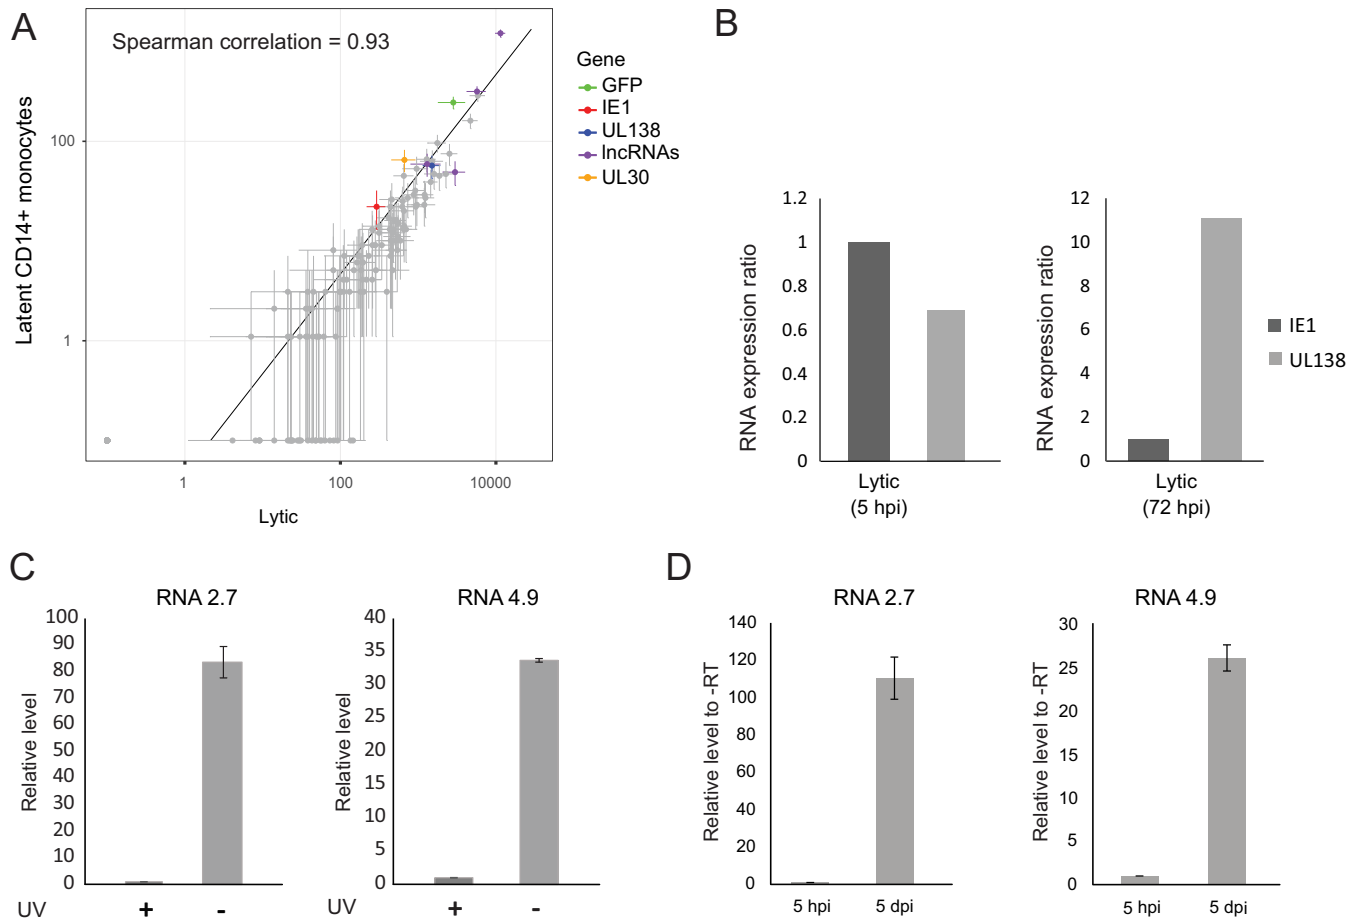 A
Spearman correlation = 0.93
Latent CD14+ monocytes
100
1
1
100
10000
Lytic
Gene
GFP
IE1
UL138
lncRNAs
UL30
B
RNA expression ratio
1.2
1
0.8
0.6
0.4
0.2
0
Lytic
(5 hpi)
RNA expression ratio
12
10
8
6
4
2
0
Lytic
(72 hpi)
IE1
UL138
C
RNA 2.7
Relative level
100
90
80
70
60
50
40
30
20
10
0
UV + -
RNA 4.9
Relative level
40
35
30
25
20
15
10
5
0
UV + -
D
RNA 2.7
Relative level to -RT
140
120
100
80
60
40
20
0
5 hpi 5 dpi
RNA 4.9
Relative level to -RT
30
25
20
15
10
5
0
5 hpi 5 dpi